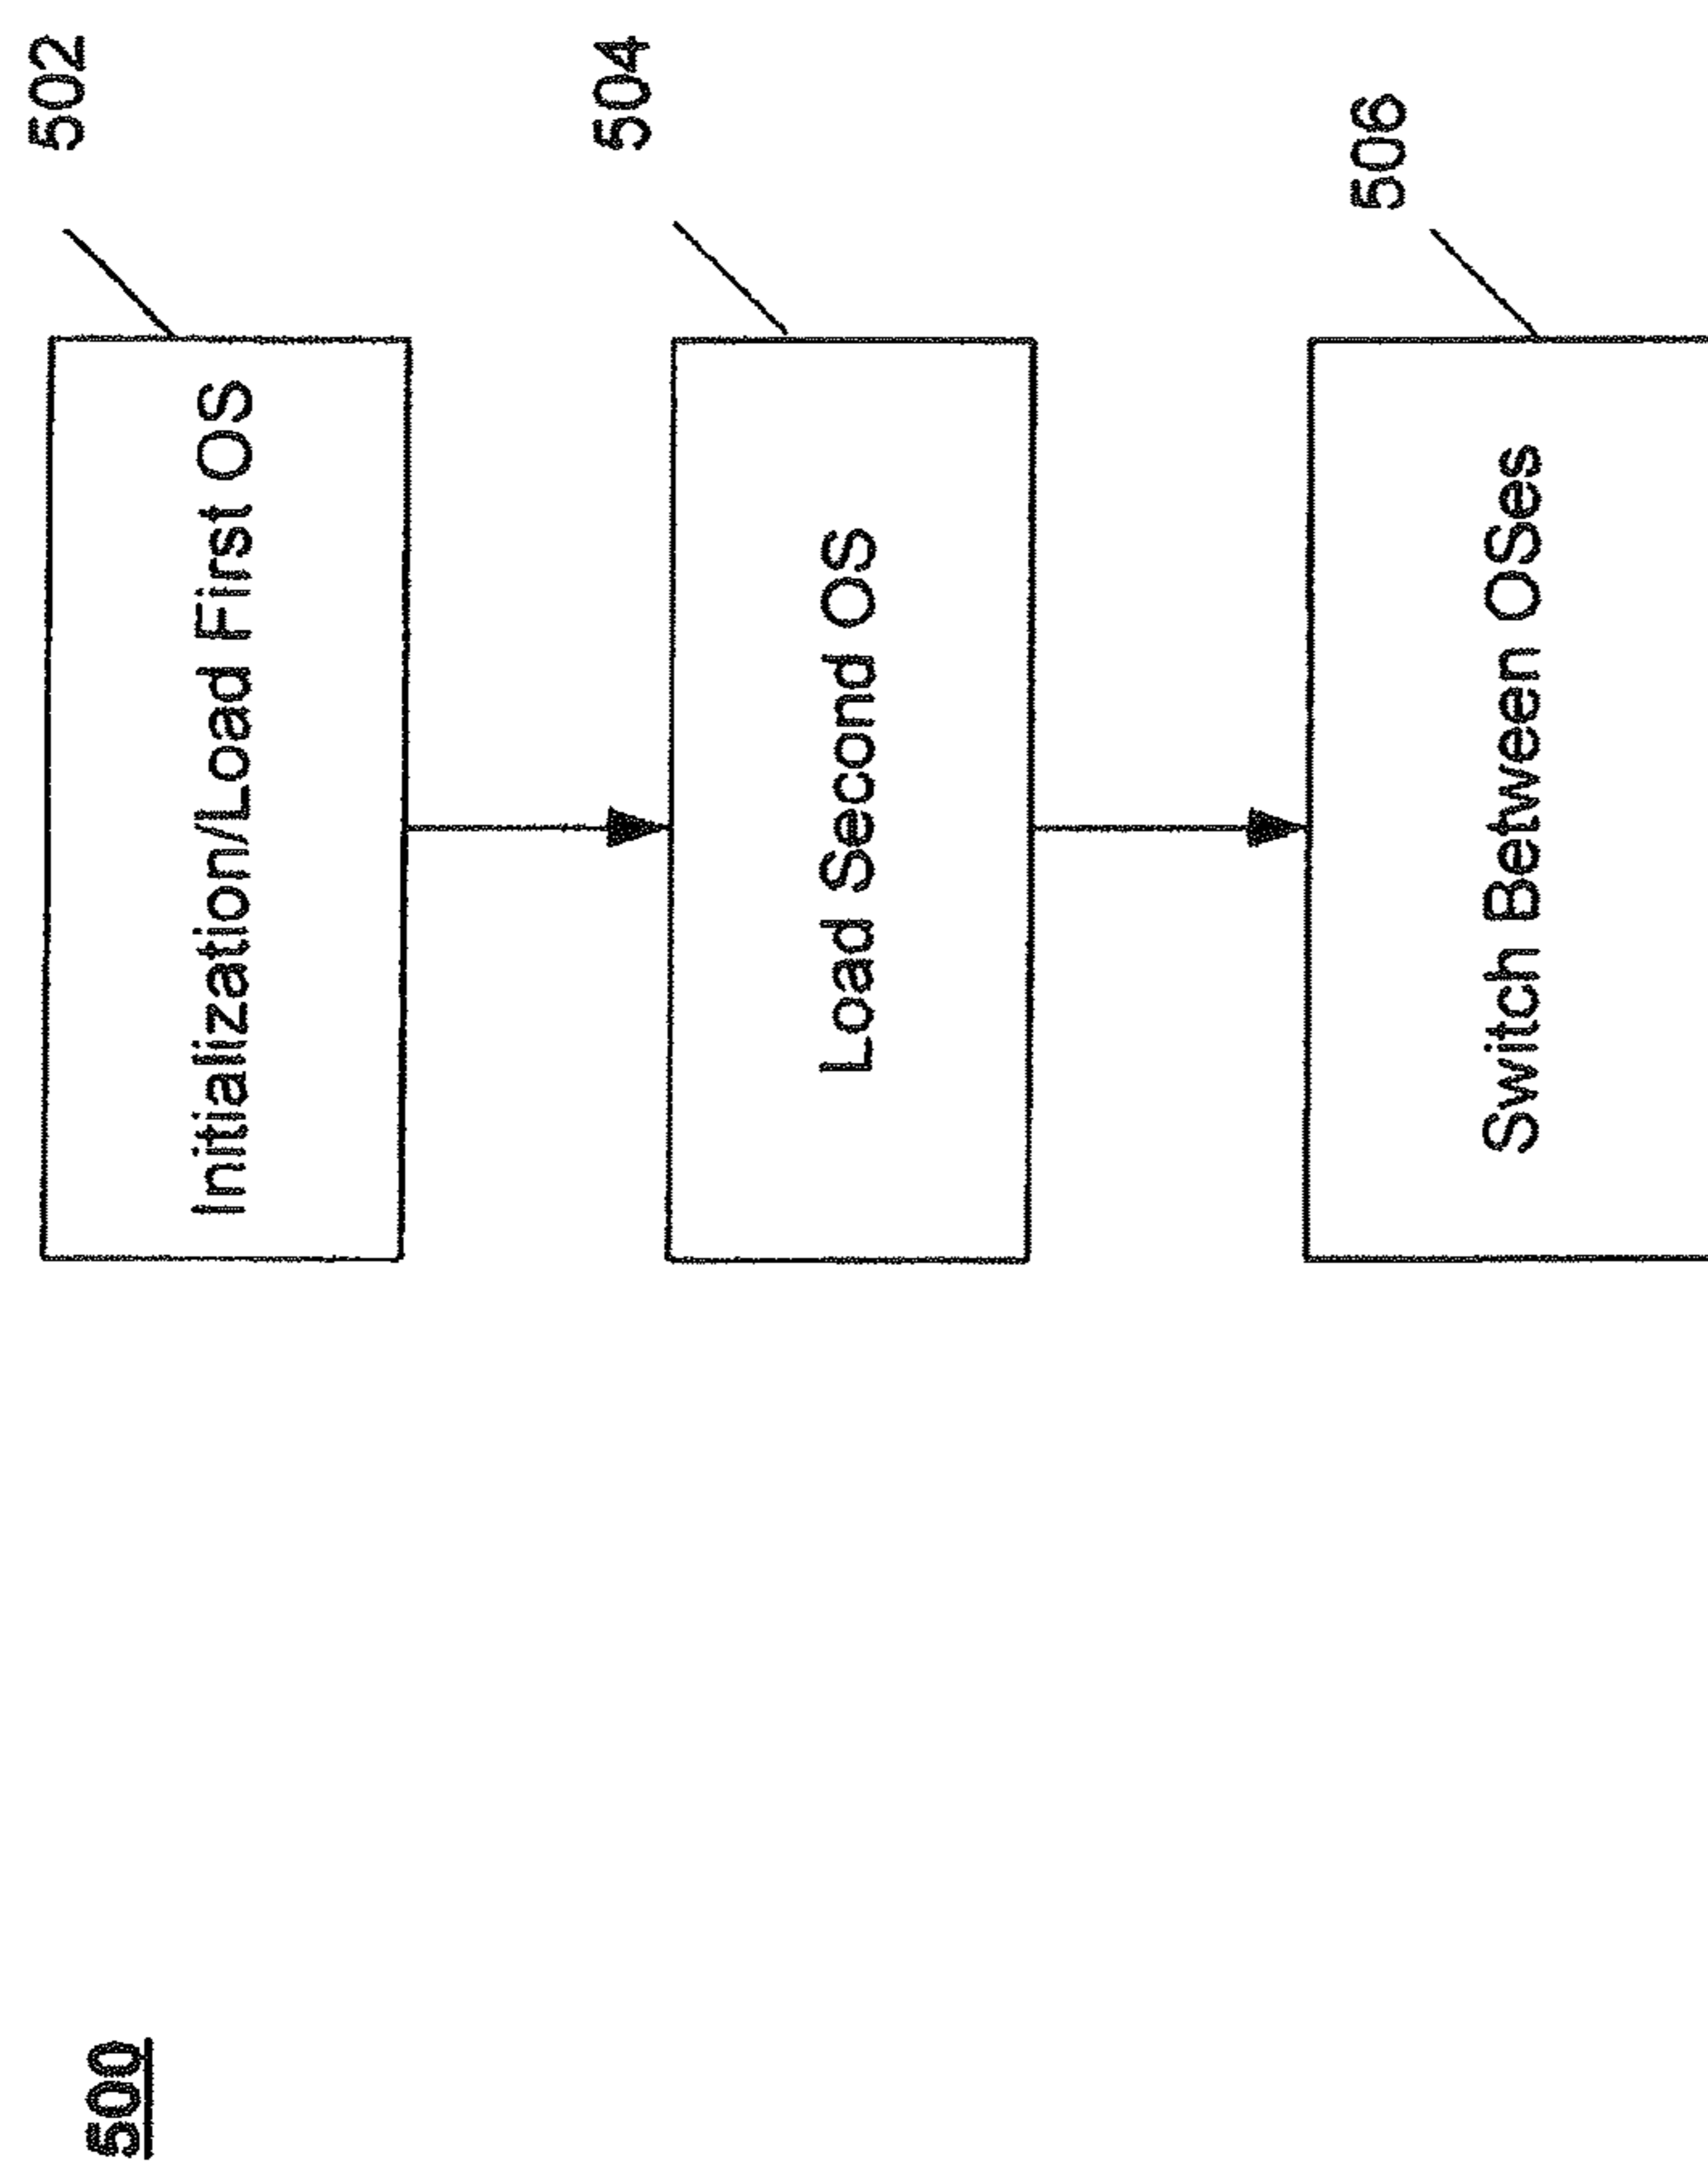 500
502
Initialization/Load First OS
504
Load Second OS
506
Switch Between OSes